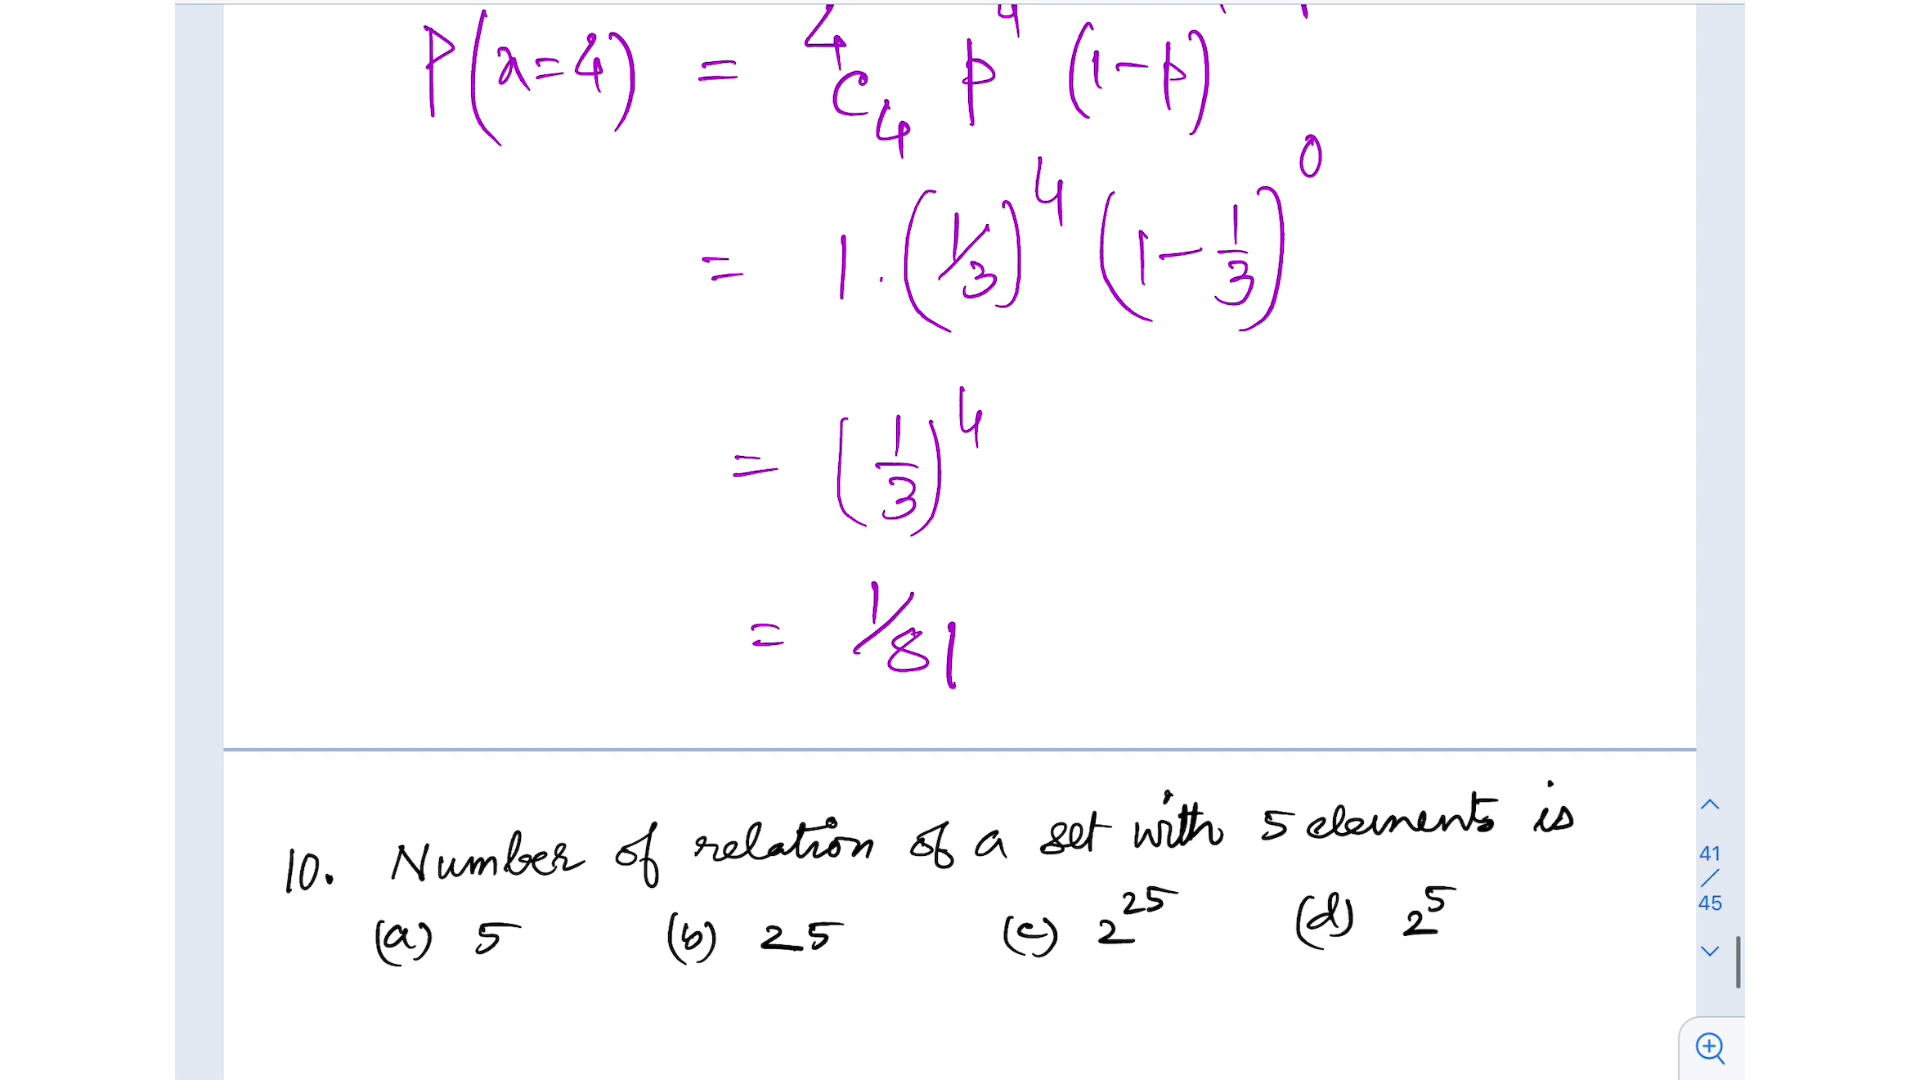 P(x=4) = ⁴C₄ p⁴ (1-p)
= 1 . (1/3)⁴ (1 - 1/3)⁰
= (1/3)⁴
= 1/81
10. Number of relation of a set with 5 elements is
(a) 5 (b) 25 (c) 2²⁵ (d) 2⁵
41
/
45